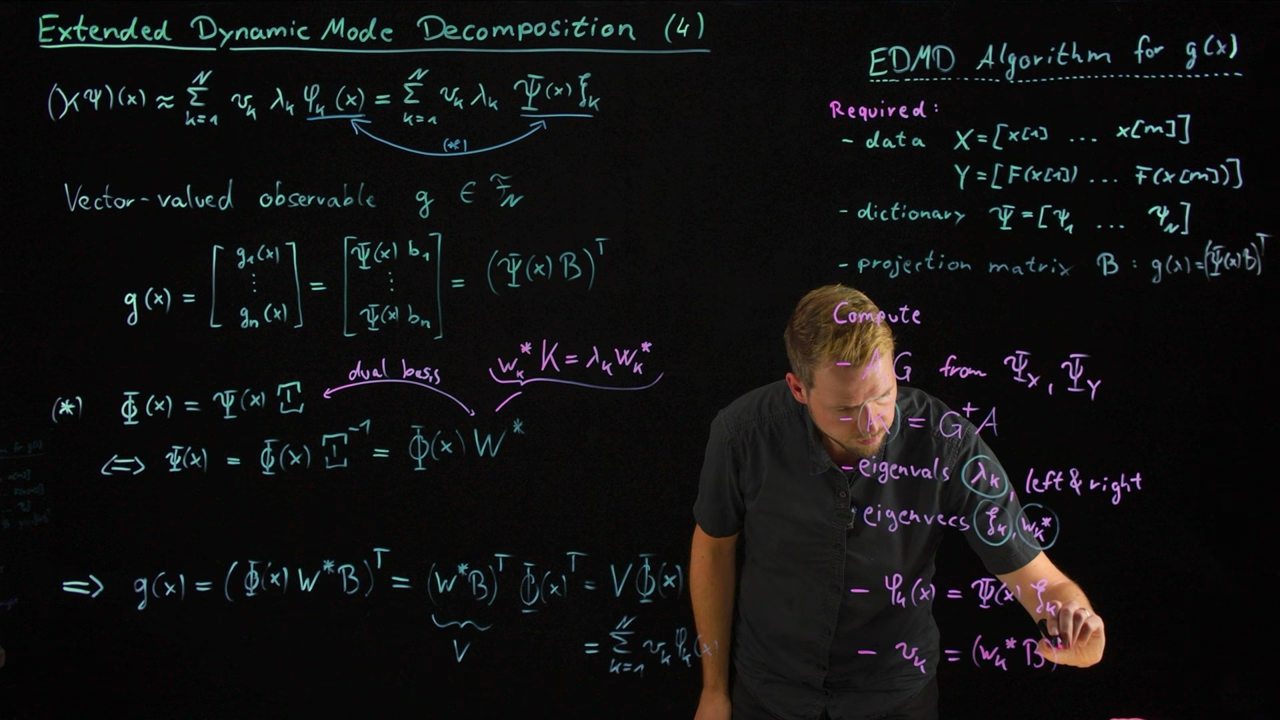 Extended Dynamic Mode Decomposition (4)
(𝒦Ψ)(x) ≈ Σ_{k=1}^{N} v_k λ_k φ_k(x) = Σ_{k=1}^{N} v_k λ_k Ψ(x) ξ_k
(*)
Vector-valued observable g ∈ F̃_N
g(x) = [g_1(x) ⋮ g_n(x)] = [Ψ(x) b_1 ⋮ Ψ(x) b_n] = (Ψ(x) B)^T
dual basis
w_k^* K = λ_k w_k^*
(*) Φ(x) = Ψ(x) Ξ
⟺ Ψ(x) = Φ(x) Ξ^{-1} = Φ(x) W^*
⟹ g(x) = (Φ(x) W^* B)^T = (W^* B)^T Φ(x)^T = V Φ(x)
V
= Σ_{k=1}^{N} v_k φ_k(x)
EDMD Algorithm for g(x)
Required:
- data X = [x[1] ... x[m]]
Y = [F(x[1]) ... F(x[m])]
- dictionary Ψ = [ψ_1 ... ψ_N]
- projection matrix B : g(x) = (Ψ(x)B)^T
Compute
- A, G from Ψ_X, Ψ_Y
- (K) = G^+ A
- eigenvals λ_k, left & right
eigenvecs ξ_k, w_k^*
- φ_k(x) = Ψ(x) ξ_k
- v_k = (w_k^* B)